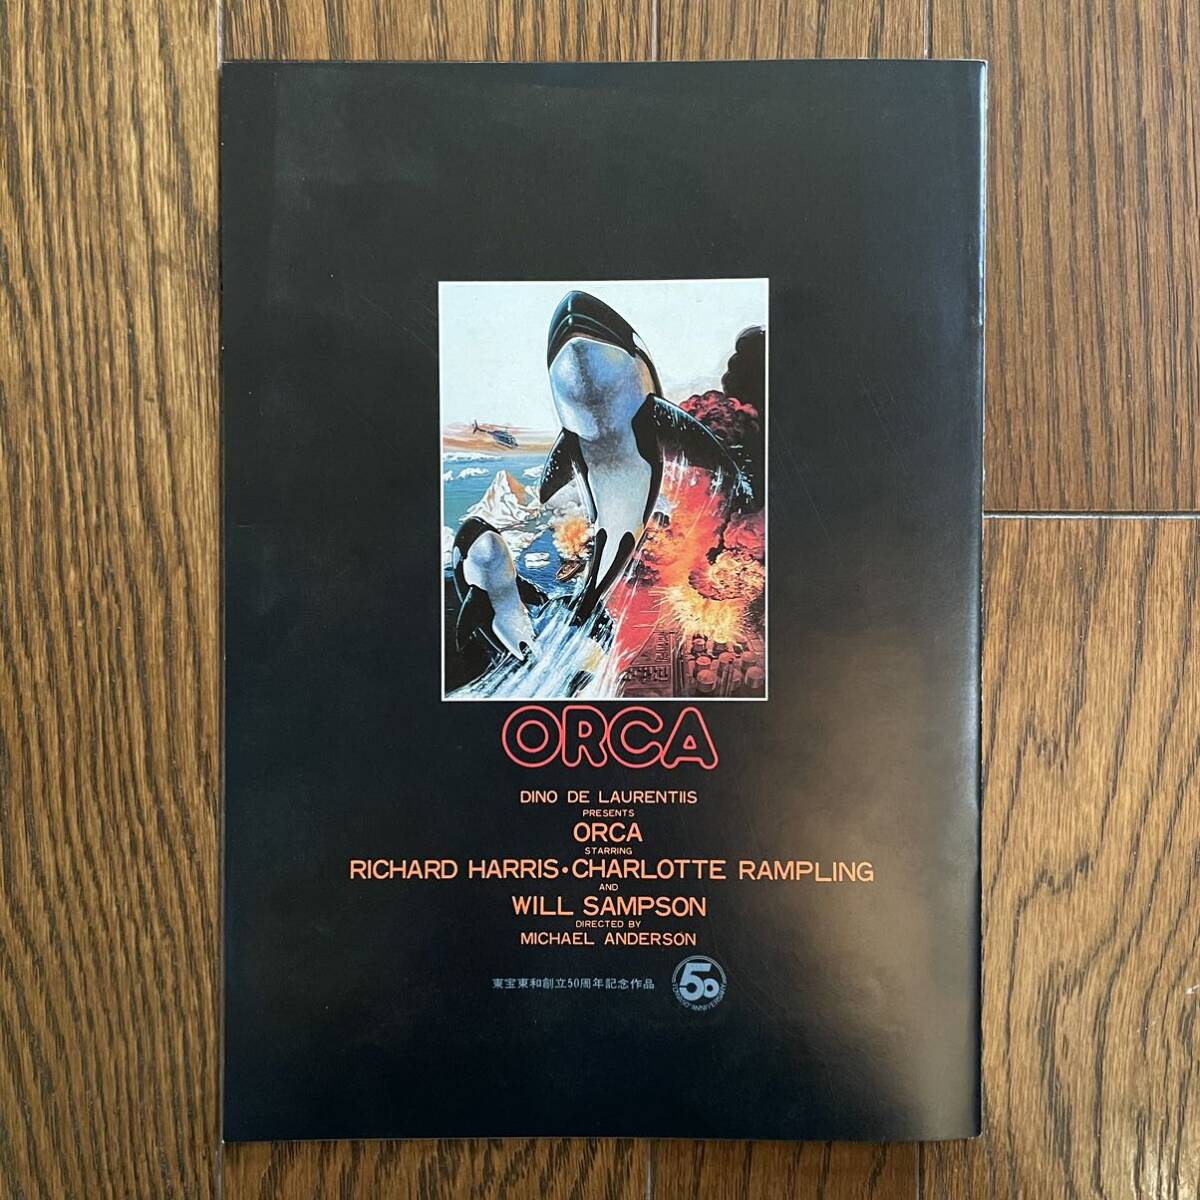 ORCA
DINO DE LAURENTIIS
PRESENTS
ORCA
STARRING
RICHARD HARRIS・CHARLOTTE RAMPLING
AND
WILL SAMPSON
DIRECTED BY
MICHAEL ANDERSON
東宝東和創立50周年記念作品
50
ANNIVERSARY